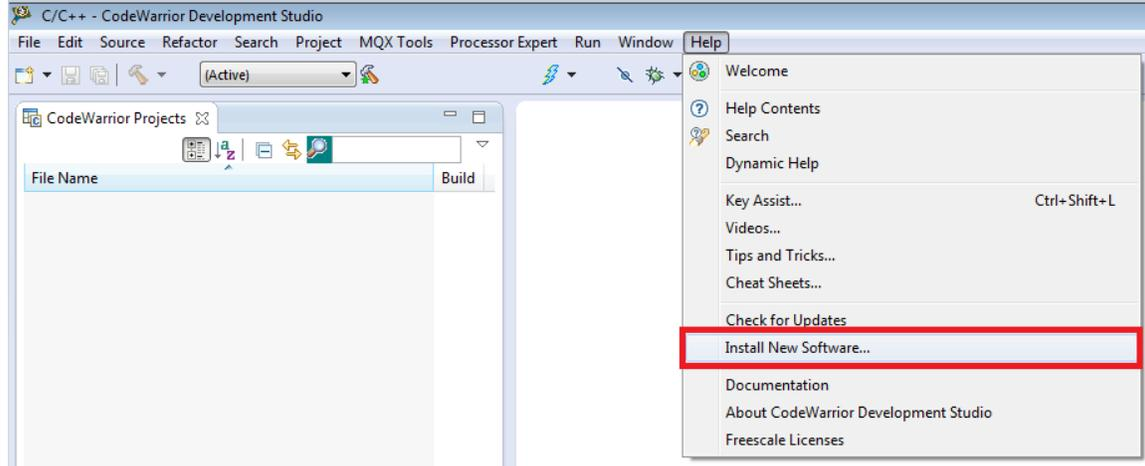 C/C++ - CodeWarrior Development Studio
File Edit Source Refactor Search Project MQX Tools Processor Expert Run Window Help
(Active)
Welcome
CodeWarrior Projects
Help Contents
Search
Dynamic Help
File Name Build
Key Assist... Ctrl+Shift+L
Videos...
Tips and Tricks...
Cheat Sheets...
Check for Updates
Install New Software...
Documentation
About CodeWarrior Development Studio
Freescale Licenses